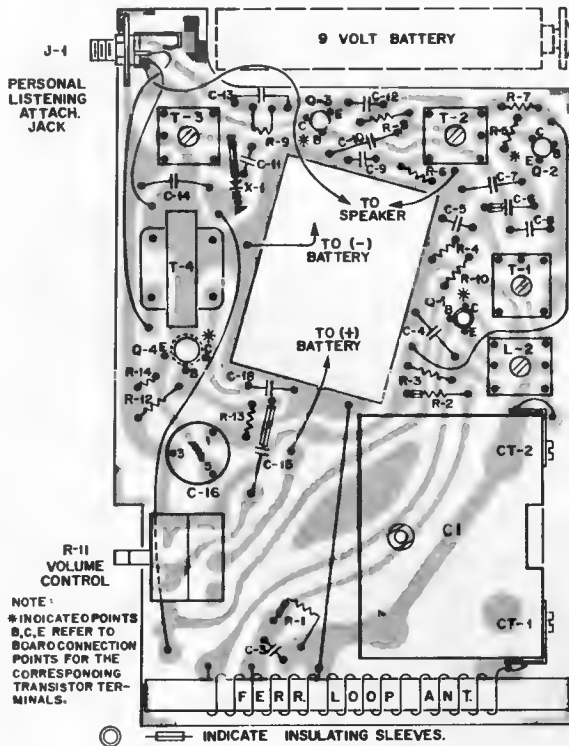 9 VOLT BATTERY
J-1
PERSONAL
LISTENING
ATTACH.
JACK
C-13
Q-3
C
E
B
*
C-12
T-2
R-7
T-3
R-9
C-10
C-9
R-6
C
B
E
*
Q-2
C-11
X-1
C-7
C-14
TO
SPEAKER
C-5
C-6
C-8
TO (-)
BATTERY
R-4
R-10
T-1
T-4
Q-1
*
B
C
E
C-4
TO (+)
BATTERY
Q-4
E
*
B
L-2
R-14
R-12
C-18
R-3
R-2
R-13
CT-2
3
5
C-15
C-16
C1
R-11
VOLUME
CONTROL
NOTE:
*INDICATED POINTS
B,C,E REFER TO
BOARD CONNECTION
POINTS FOR THE
CORRESPONDING
TRANSISTOR TER-
MINALS.
R-1
C-3
CT-1
FERR. LOOP ANT.
INDICATE INSULATING SLEEVES.